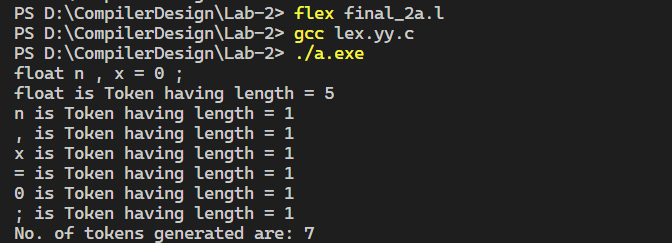 PS D:\CompilerDesign\Lab-2> flex final_2a.l
PS D:\CompilerDesign\Lab-2> gcc lex.yy.c
PS D:\CompilerDesign\Lab-2> ./a.exe
float n , x = 0 ;
float is Token having length = 5
n is Token having length = 1
, is Token having length = 1
x is Token having length = 1
= is Token having length = 1
0 is Token having length = 1
; is Token having length = 1
No. of tokens generated are: 7